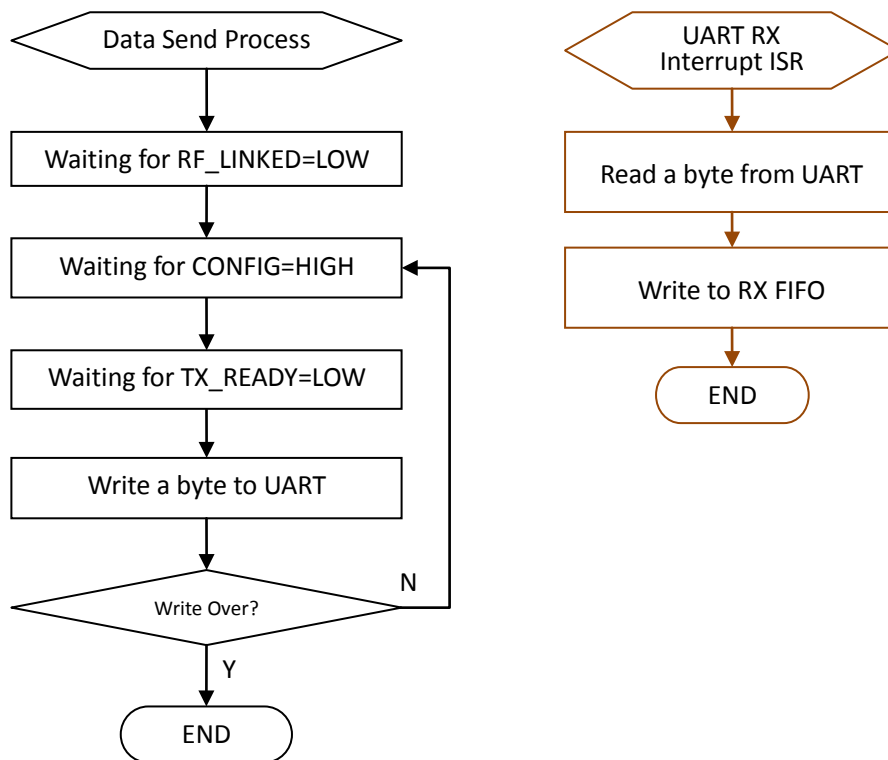 Data Send Process
Waiting for RF_LINKED=LOW
Waiting for CONFIG=HIGH
Waiting for TX_READY=LOW
Write a byte to UART
Write Over?
N
Y
END
UART RX
Interrupt ISR
Read a byte from UART
Write to RX FIFO
END